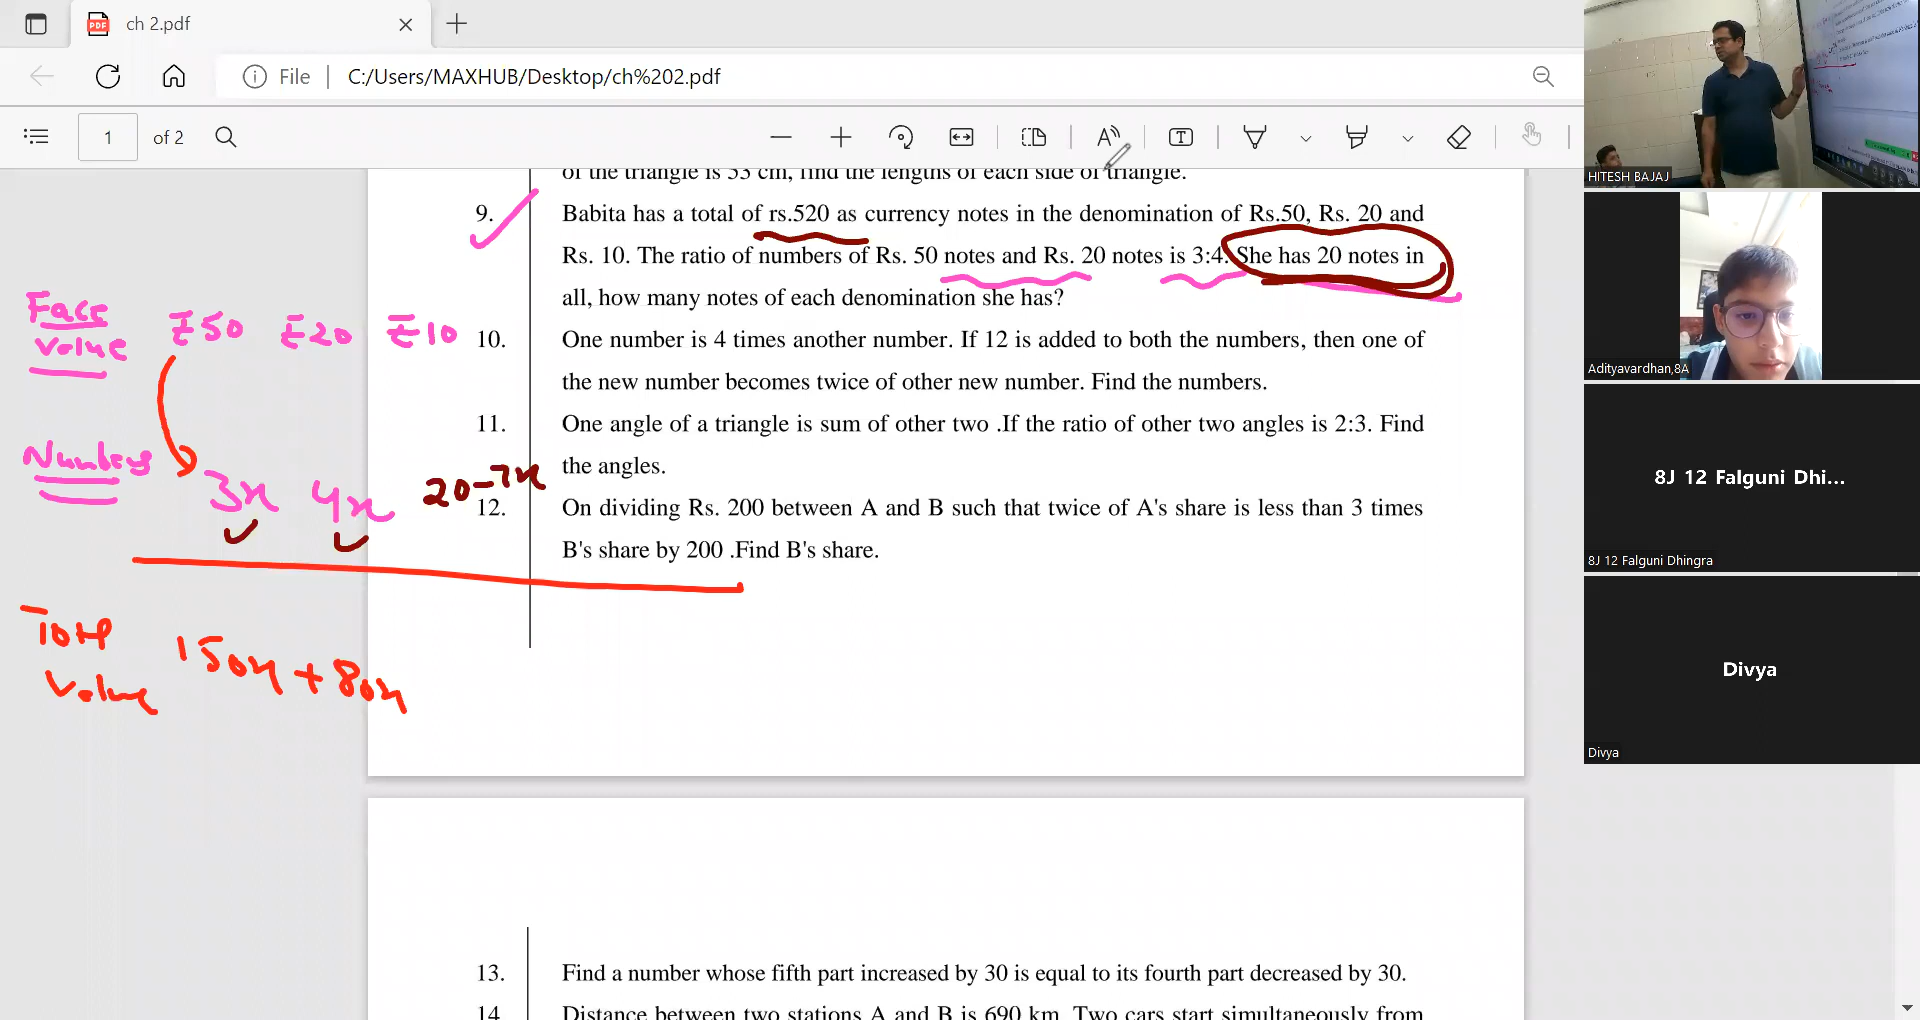 ch 2.pdf
File C:/Users/MAXHUB/Desktop/ch%202.pdf
1 of 2
of the triangle is 33 cm, find the lengths of each side of triangle.
9. Babita has a total of rs.520 as currency notes in the denomination of Rs.50, Rs. 20 and
Rs. 10. The ratio of numbers of Rs. 50 notes and Rs. 20 notes is 3:4. She has 20 notes in
all, how many notes of each denomination she has?
10. One number is 4 times another number. If 12 is added to both the numbers, then one of
the new number becomes twice of other new number. Find the numbers.
11. One angle of a triangle is sum of other two .If the ratio of other two angles is 2:3. Find
the angles.
12. On dividing Rs. 200 between A and B such that twice of A's share is less than 3 times
B's share by 200 .Find B's share.
Face
value
₹50 ₹20 ₹10
Numbers
3x 4x 20-7x
Total
Value
150x + 80x
13. Find a number whose fifth part increased by 30 is equal to its fourth part decreased by 30.
14. Distance between two stations A and B is 690 km. Two cars start simultaneously from
HITESH BAJAJ
Adityavardhan,8A
8J 12 Falguni Dhi...
8J 12 Falguni Dhingra
Divya
Divya